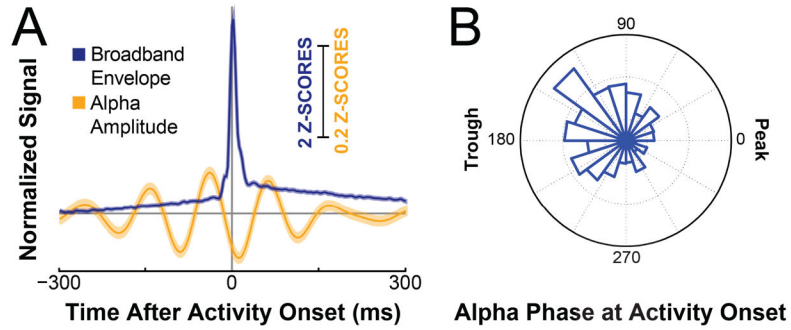 A
Broadband
Envelope
Alpha
Amplitude
2 Z-SCORES
0.2 Z-SCORES
Normalized Signal
−300
0
300
Time After Activity Onset (ms)
B
90
180
0
270
Trough
Peak
Alpha Phase at Activity Onset